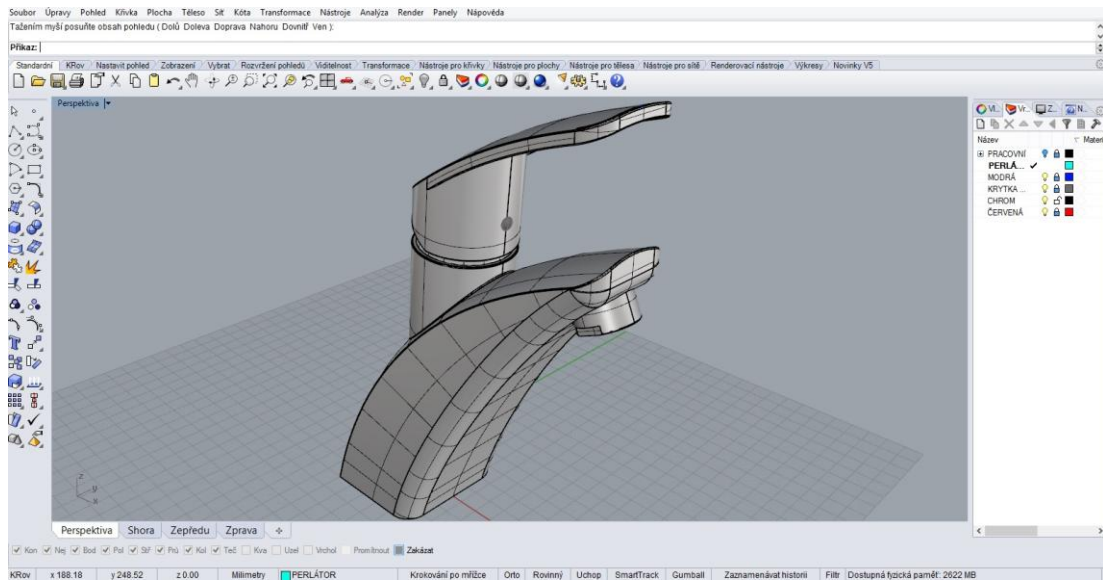 Soubor Úpravy Pohled Křivka Plocha Těleso Síť Kóta Transformace Nástroje Analýza Render Panely Nápověda
Tažením myší posuňte obsah pohledu ( Dolů Doleva Doprava Nahoru Dovnitř Ven ):
Příkaz:
Standardní KRov Nastavit pohled Zobrazení Vybrat Rozvržení pohledů Viditelnost Transformace Nástroje pro křivky Nástroje pro plochy Nástroje pro tělesa Nástroje pro sítě Renderovací nástroje Výkresy Novinky V5
Perspektiva
Vl... Vr... Z... N...
Název Materi
PRACOVNÍ
PERLÁ...
MODRÁ
KRYTKA ...
CHROM
ČERVENÁ
z
y
x
Perspektiva Shora Zepředu Zprava
Kon Nej Bod Pol Stř Prů Kol Teč Kva Uzel Vrchol Promítnout Zakázat
KRov x 188.18 y 248.52 z 0.00 Milimetry PERLÁTOR Krokování po mřížce Orto Rovinný Uchop SmartTrack Gumball Zaznamenávat historii Filtr Dostupná fyzická paměť: 2622 MB